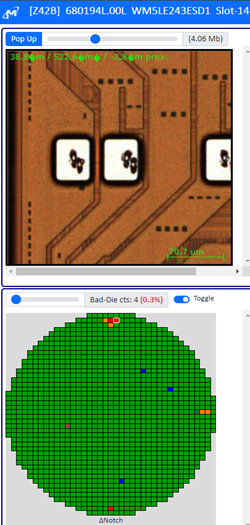 [Z42B] 680194L.00L WM5LE243ESD1 Slot-14
Pop Up
(4.06 Mb)
20.7 um
Bad-Die cts: 4 (0.3%)
Toggle
ΔNotch